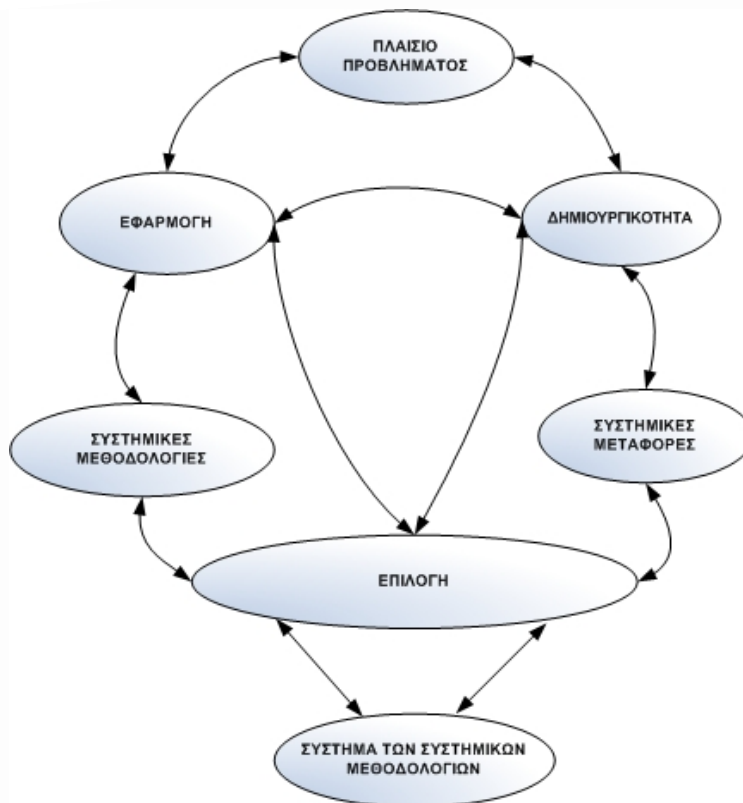 ΠΛΑΙΣΙΟ
ΠΡΟΒΛΗΜΑΤΟΣ
ΕΦΑΡΜΟΓΗ
ΔΗΜΙΟΥΡΓΙΚΟΤΗΤΑ
ΣΥΣΤΗΜΙΚΕΣ
ΜΕΘΟΔΟΛΟΓΙΕΣ
ΣΥΣΤΗΜΙΚΕΣ
ΜΕΤΑΦΟΡΕΣ
ΕΠΙΛΟΓΗ
ΣΥΣΤΗΜΑ ΤΩΝ ΣΥΣΤΗΜΙΚΩΝ
ΜΕΘΟΔΟΛΟΓΙΩΝ